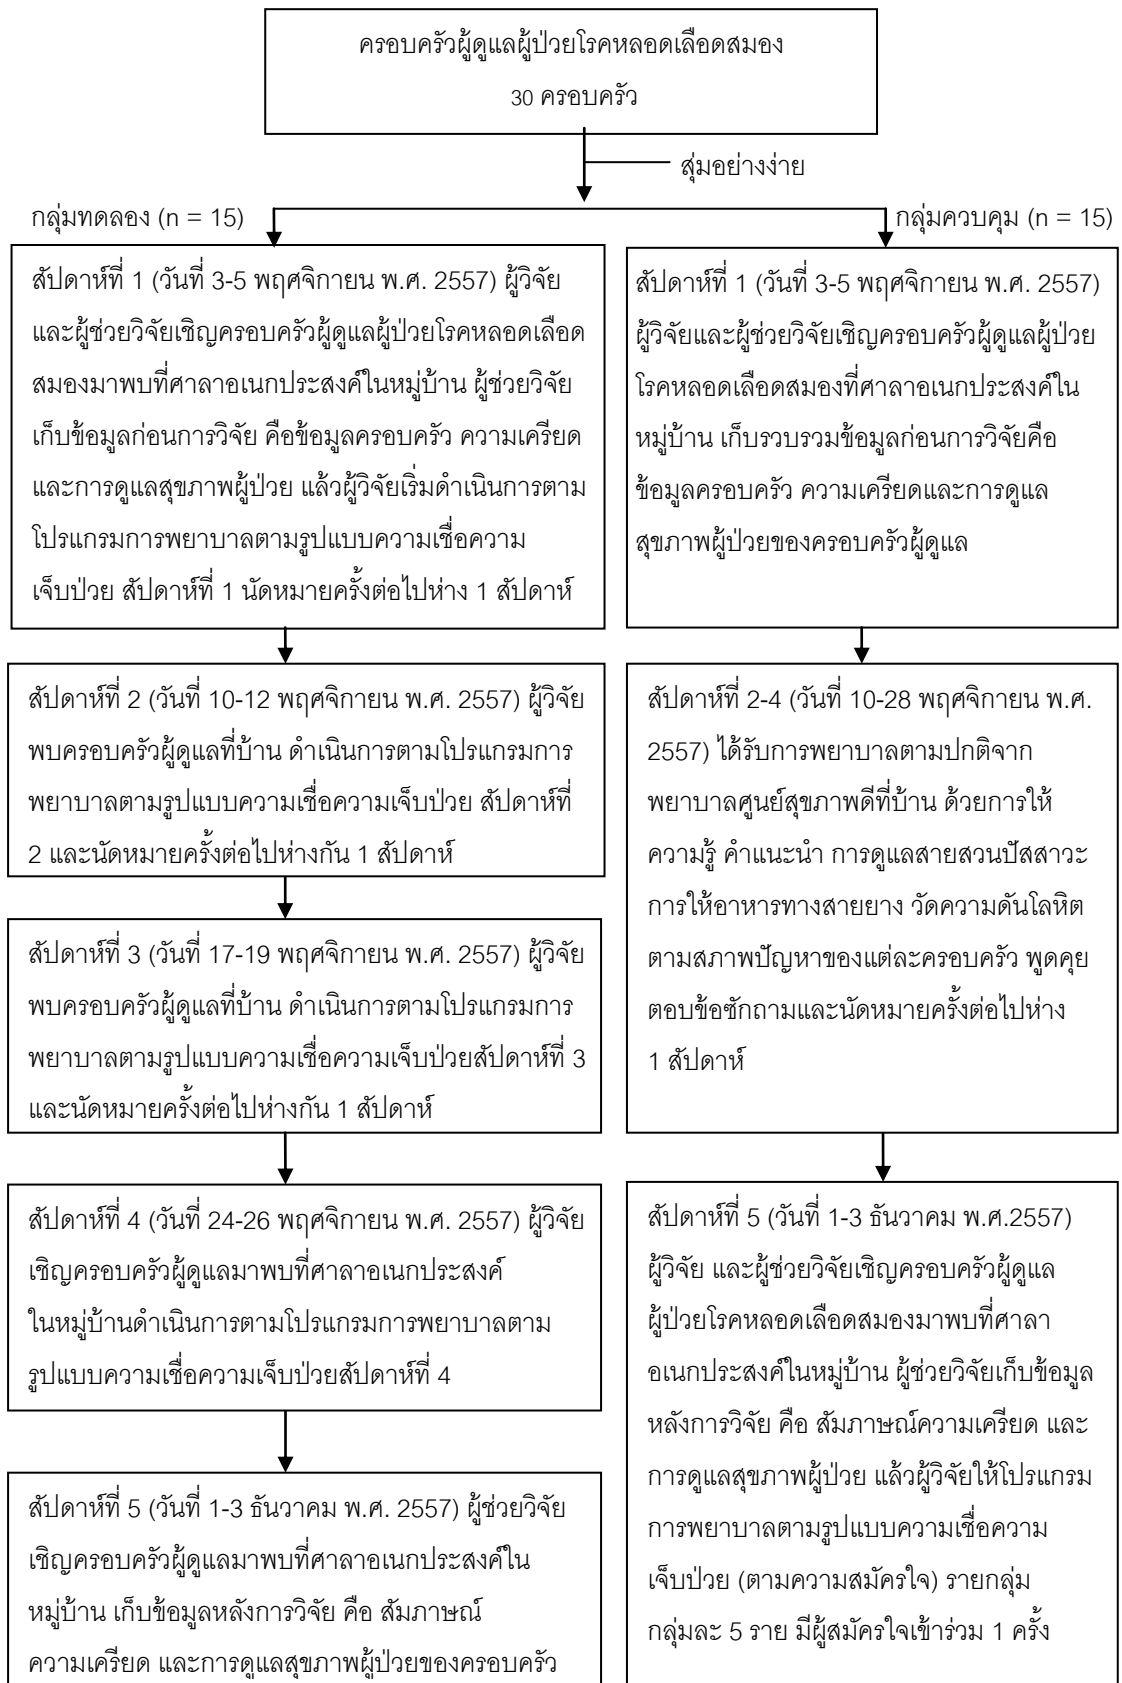 ครอบครัวผู้ดูแลผู้ป่วยโรคหลอดเลือดสมอง
30 ครอบครัว
สุ่มอย่างง่าย
กลุ่มทดลอง (n = 15)
กลุ่มควบคุม (n = 15)
สัปดาห์ที่ 1 (วันที่ 3-5 พฤศจิกายน พ.ศ. 2557) ผู้วิจัย
และผู้ช่วยวิจัยเชิญครอบครัวผู้ดูแลผู้ป่วยโรคหลอดเลือด
สมองมาพบที่ศาลาอเนกประสงค์ในหมู่บ้าน ผู้ช่วยวิจัย
เก็บข้อมูลก่อนการวิจัย คือข้อมูลครอบครัว ความเครียด
และการดูแลสุขภาพผู้ป่วย แล้วผู้วิจัยเริ่มดำเนินการตาม
โปรแกรมการพยาบาลตามรูปแบบความเชื่อความ
เจ็บป่วย สัปดาห์ที่ 1 นัดหมายครั้งต่อไปห่าง 1 สัปดาห์
สัปดาห์ที่ 1 (วันที่ 3-5 พฤศจิกายน พ.ศ. 2557)
ผู้วิจัยและผู้ช่วยวิจัยเชิญครอบครัวผู้ดูแลผู้ป่วย
โรคหลอดเลือดสมองที่ศาลาอเนกประสงค์ใน
หมู่บ้าน เก็บรวบรวมข้อมูลก่อนการวิจัยคือ
ข้อมูลครอบครัว ความเครียดและการดูแล
สุขภาพผู้ป่วยของครอบครัวผู้ดูแล
สัปดาห์ที่ 2 (วันที่ 10-12 พฤศจิกายน พ.ศ. 2557) ผู้วิจัย
พบครอบครัวผู้ดูแลที่บ้าน ดำเนินการตามโปรแกรมการ
พยาบาลตามรูปแบบความเชื่อความเจ็บป่วย สัปดาห์ที่
2 และนัดหมายครั้งต่อไปห่างกัน 1 สัปดาห์
สัปดาห์ที่ 2-4 (วันที่ 10-28 พฤศจิกายน พ.ศ.
2557) ได้รับการพยาบาลตามปกติจาก
พยาบาลศูนย์สุขภาพดีที่บ้าน ด้วยการให้
ความรู้ คำแนะนำ การดูแลสายสวนปัสสาวะ
การให้อาหารทางสายยาง วัดความดันโลหิต
ตามสภาพปัญหาของแต่ละครอบครัว พูดคุย
ตอบข้อซักถามและนัดหมายครั้งต่อไปห่าง
1 สัปดาห์
สัปดาห์ที่ 3 (วันที่ 17-19 พฤศจิกายน พ.ศ. 2557) ผู้วิจัย
พบครอบครัวผู้ดูแลที่บ้าน ดำเนินการตามโปรแกรมการ
พยาบาลตามรูปแบบความเชื่อความเจ็บป่วยสัปดาห์ที่ 3
และนัดหมายครั้งต่อไปห่างกัน 1 สัปดาห์
สัปดาห์ที่ 4 (วันที่ 24-26 พฤศจิกายน พ.ศ. 2557) ผู้วิจัย
เชิญครอบครัวผู้ดูแลมาพบที่ศาลาอเนกประสงค์
ในหมู่บ้านดำเนินการตามโปรแกรมการพยาบาลตาม
รูปแบบความเชื่อความเจ็บป่วยสัปดาห์ที่ 4
สัปดาห์ที่ 5 (วันที่ 1-3 ธันวาคม พ.ศ.2557)
ผู้วิจัย และผู้ช่วยวิจัยเชิญครอบครัวผู้ดูแล
ผู้ป่วยโรคหลอดเลือดสมองมาพบที่ศาลา
อเนกประสงค์ในหมู่บ้าน ผู้ช่วยวิจัยเก็บข้อมูล
หลังการวิจัย คือ สัมภาษณ์ความเครียด และ
การดูแลสุขภาพผู้ป่วย แล้วผู้วิจัยให้โปรแกรม
การพยาบาลตามรูปแบบความเชื่อความ
เจ็บป่วย (ตามความสมัครใจ) รายกลุ่ม
กลุ่มละ 5 ราย มีผู้สมัครใจเข้าร่วม 1 ครั้ง
สัปดาห์ที่ 5 (วันที่ 1-3 ธันวาคม พ.ศ. 2557) ผู้ช่วยวิจัย
เชิญครอบครัวผู้ดูแลมาพบที่ศาลาอเนกประสงค์ใน
หมู่บ้าน เก็บข้อมูลหลังการวิจัย คือ สัมภาษณ์
ความเครียด และการดูแลสุขภาพผู้ป่วยของครอบครัว